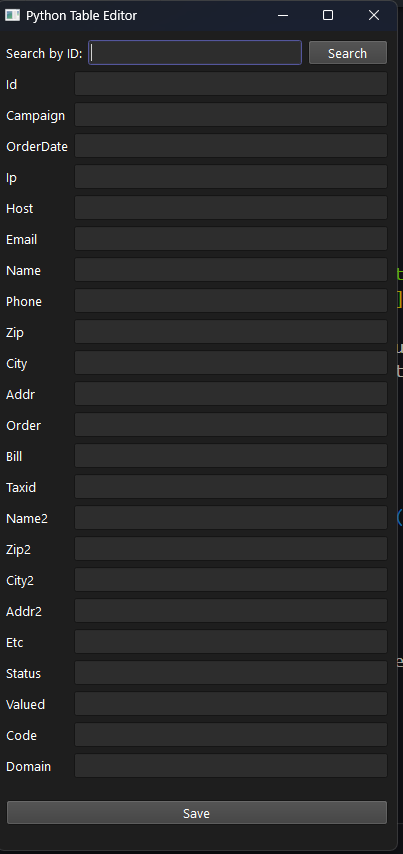 Python Table Editor
Search by ID: Search
Id
Campaign
OrderDate
Ip
Host
Email
Name
Phone
Zip
City
Addr
Order
Bill
Taxid
Name2
Zip2
City2
Addr2
Etc
Status
Valued
Code
Domain
Save